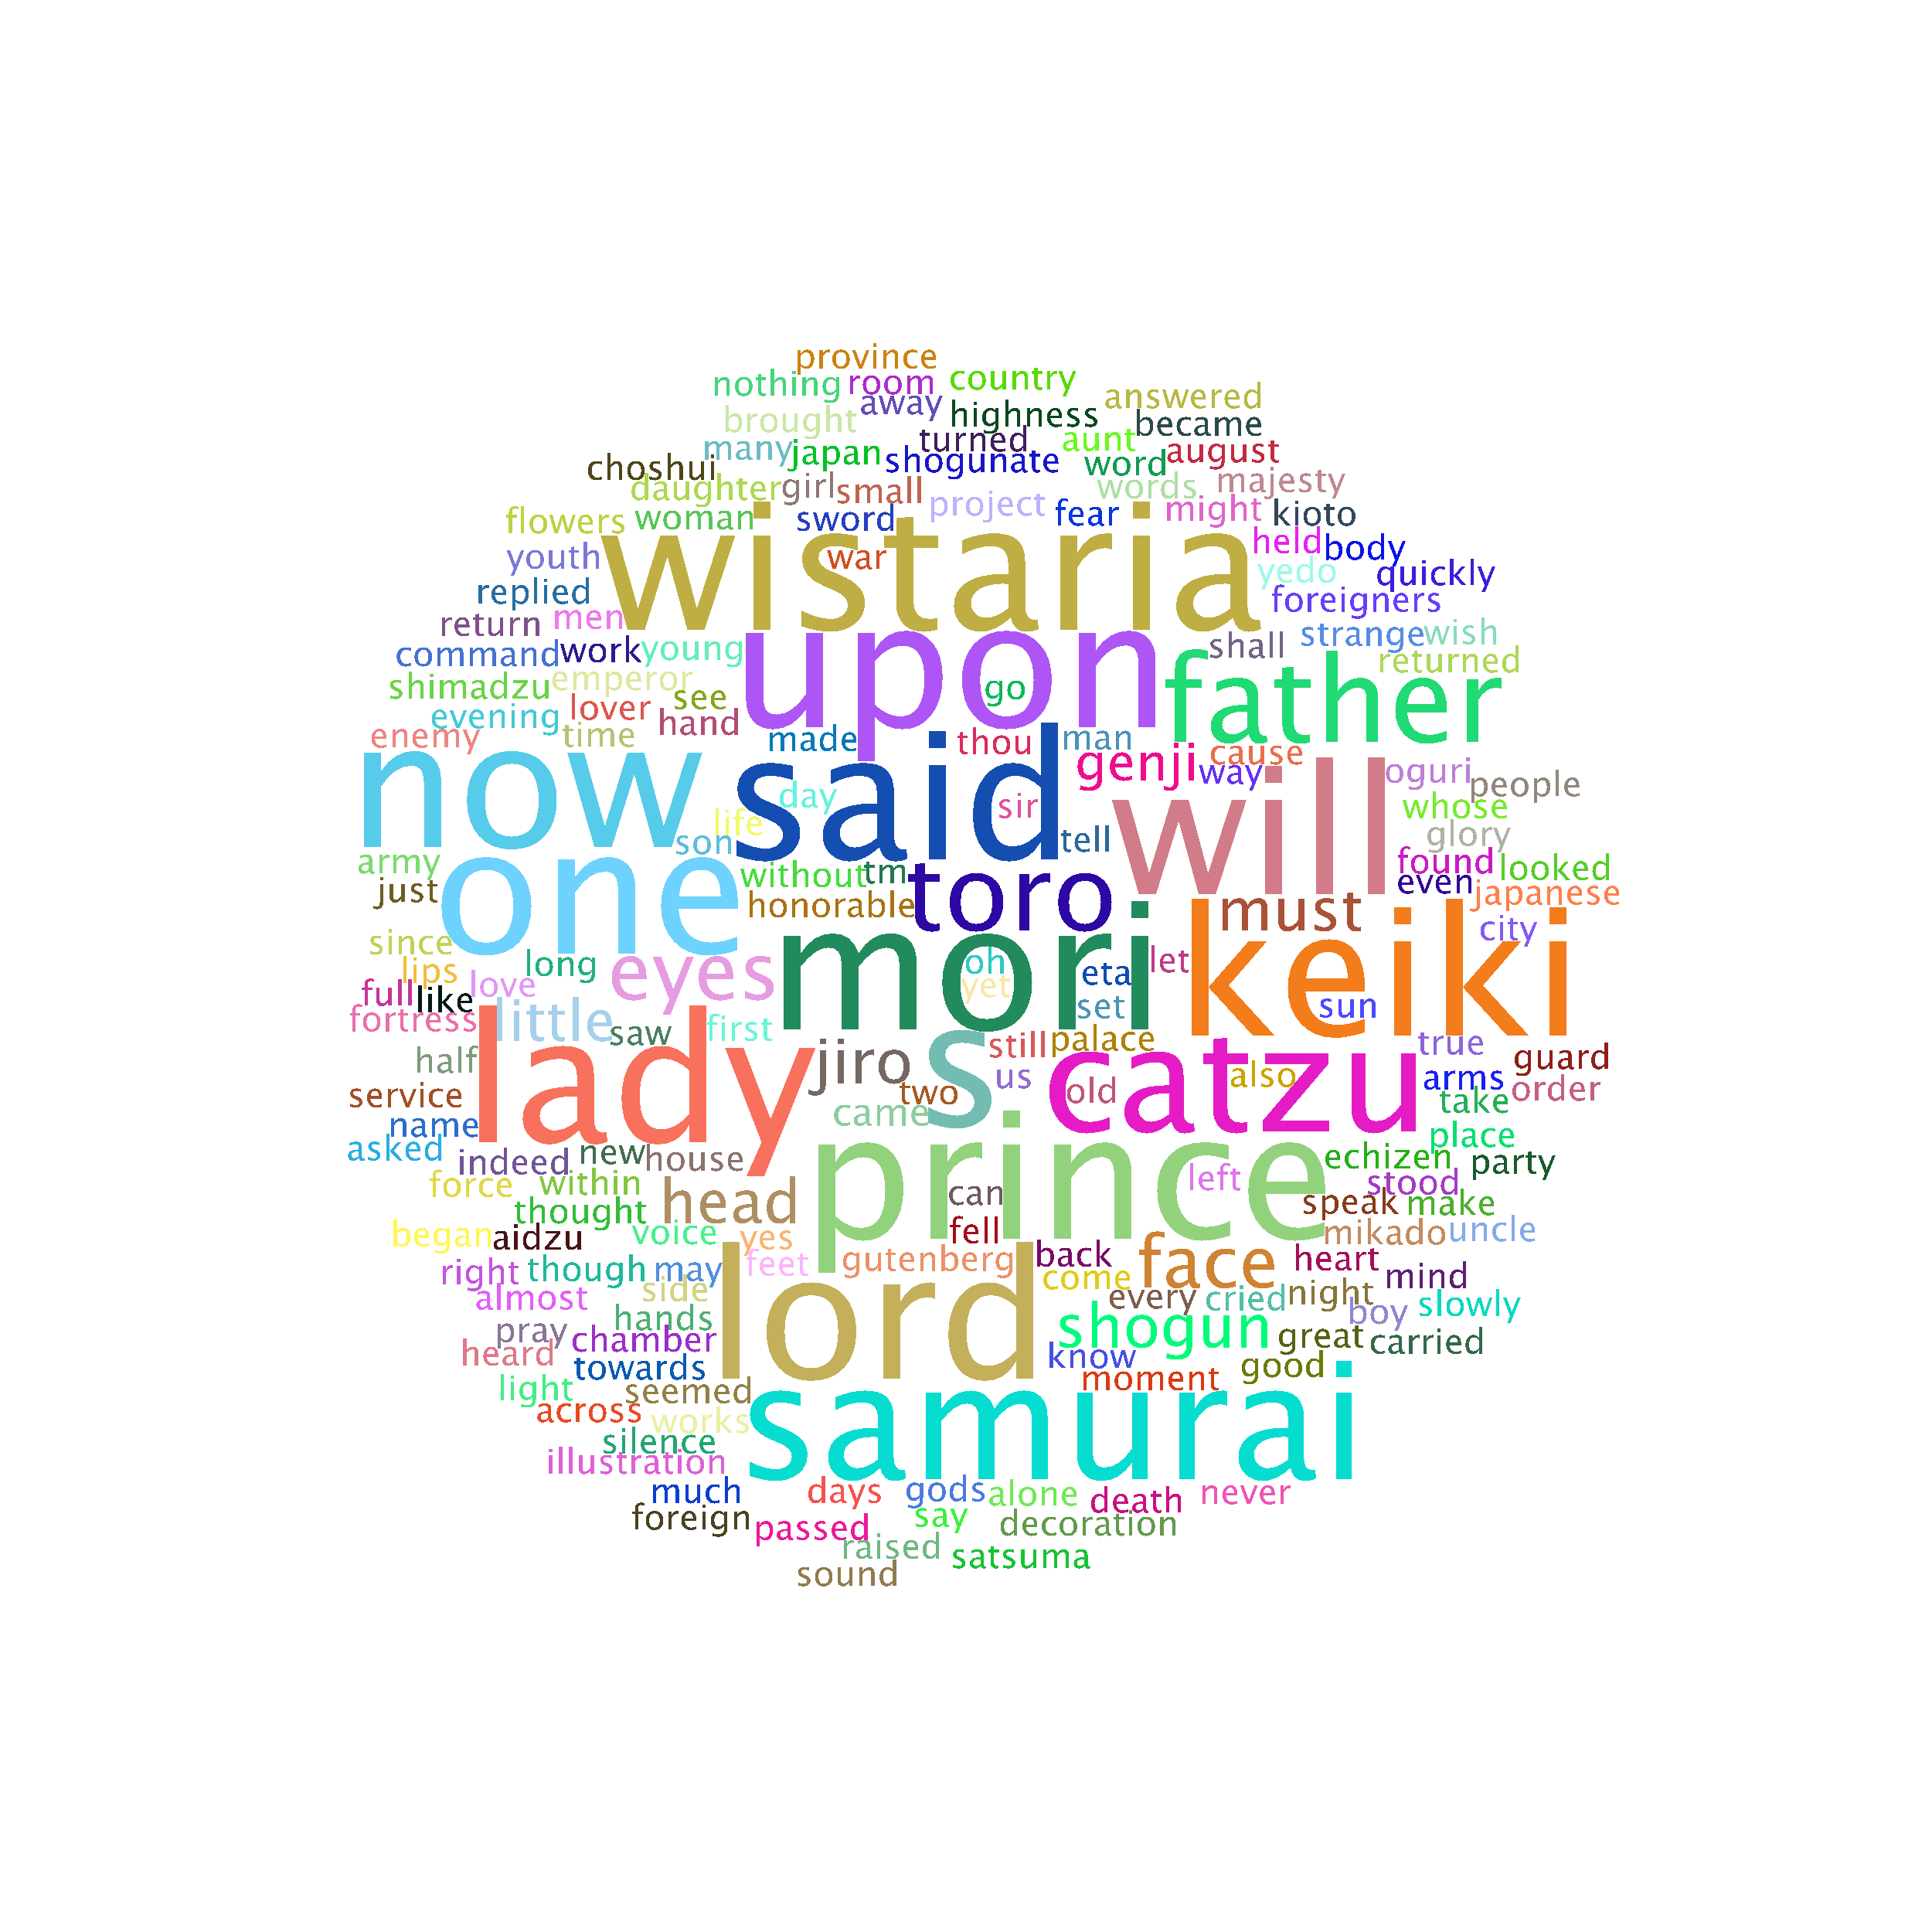 province
nothing room country
away answered
brought highness became
many japan turned aunt august
choshui shogunate word
daughter girl small words majesty
flowers woman sword project fear might kioto
wistaria
youth war held body
replied yedo quickly
return men foreigners
command work young upon shall strange wish
shimadzu emperor go father returned
evening lover see hand
enemy time made thou man cause
now said genji way oguri people
day sir will whose
life son tell glory
army one without tm found looked
just honorable toro must even japanese
since mori keiki city
lips long eyes oh eta let
full like love yet set sun
fortress little saw first still palace true
half lady jiro s us catzu also guard
service two old arms order
name came take
asked indeed new house prince place
force within head can left echizen party
thought voice fell speak stood make
began aidzu yes mikado uncle
right though may feet gutenberg back face heart mind
almost side lord come every cried night boy slowly
pray hands shogun great carried
heard chamber know good
light towards moment
across seemed samurai
silence works
illustration
much days gods alone death never
foreign passed say decoration
raised satsuma
sound